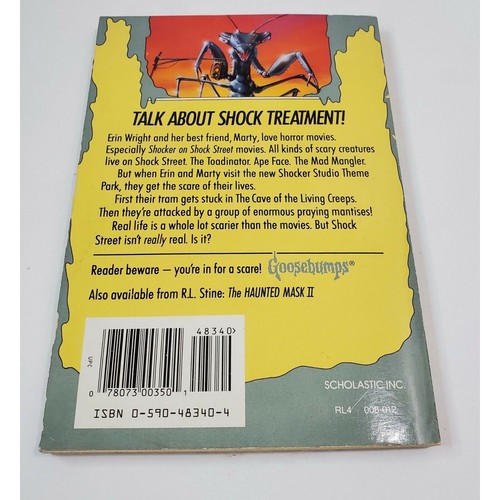 TALK ABOUT SHOCK TREATMENT!
Erin Wright and her best friend, Marty, love horror movies.
Especially Shocker on Shock Street movies. All kinds of scary creatures
live on Shock Street. The Toadinator. Ape Face. The Mad Mangler.
But when Erin and Marty visit the new Shocker Studio Theme
Park, they get the scare of their lives.
First their tram gets stuck in The Cave of the Living Creeps.
Then they're attacked by a group of enormous praying mantises!
Real life is a whole lot scarier than the movies. But Shock
Street isn't really real. Is it?
Reader beware — you're in for a scare! Goosebumps®
Also available from R.L. Stine: The HAUNTED MASK II
48340>
UPC
0 78073 00350 1
ISBN 0-590-48340-4
SCHOLASTIC INC.
RL4 008-012